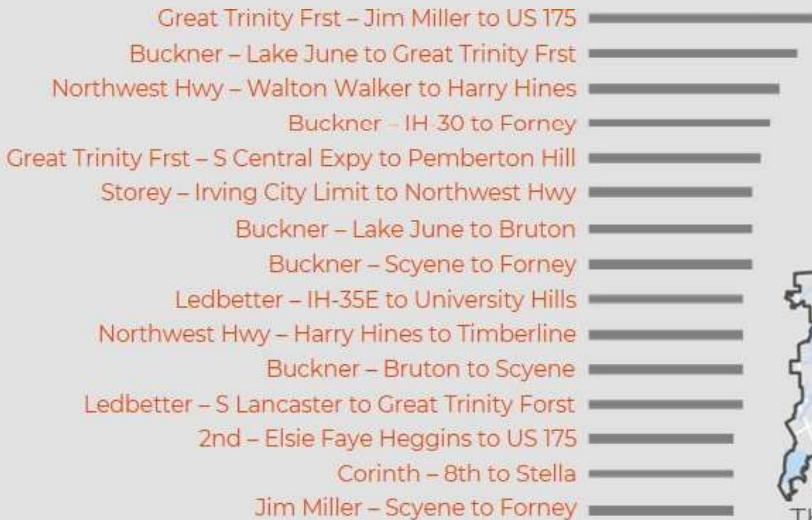 Great Trinity Frst – Jim Miller to US 175
Buckner – Lake June to Great Trinity Frst
Northwest Hwy – Walton Walker to Harry Hines
Buckner – IH-30 to Forney
Great Trinity Frst – S Central Expy to Pemberton Hill
Storey – Irving City Limit to Northwest Hwy
Buckner – Lake June to Bruton
Buckner – Scyene to Forney
Ledbetter – IH-35E to University Hills
Northwest Hwy – Harry Hines to Timberline
Buckner – Bruton to Scyene
Ledbetter – S Lancaster to Great Trinity Forst
2nd – Elsie Faye Heggins to US 175
Corinth – 8th to Stella
Jim Miller – Scyene to Forney